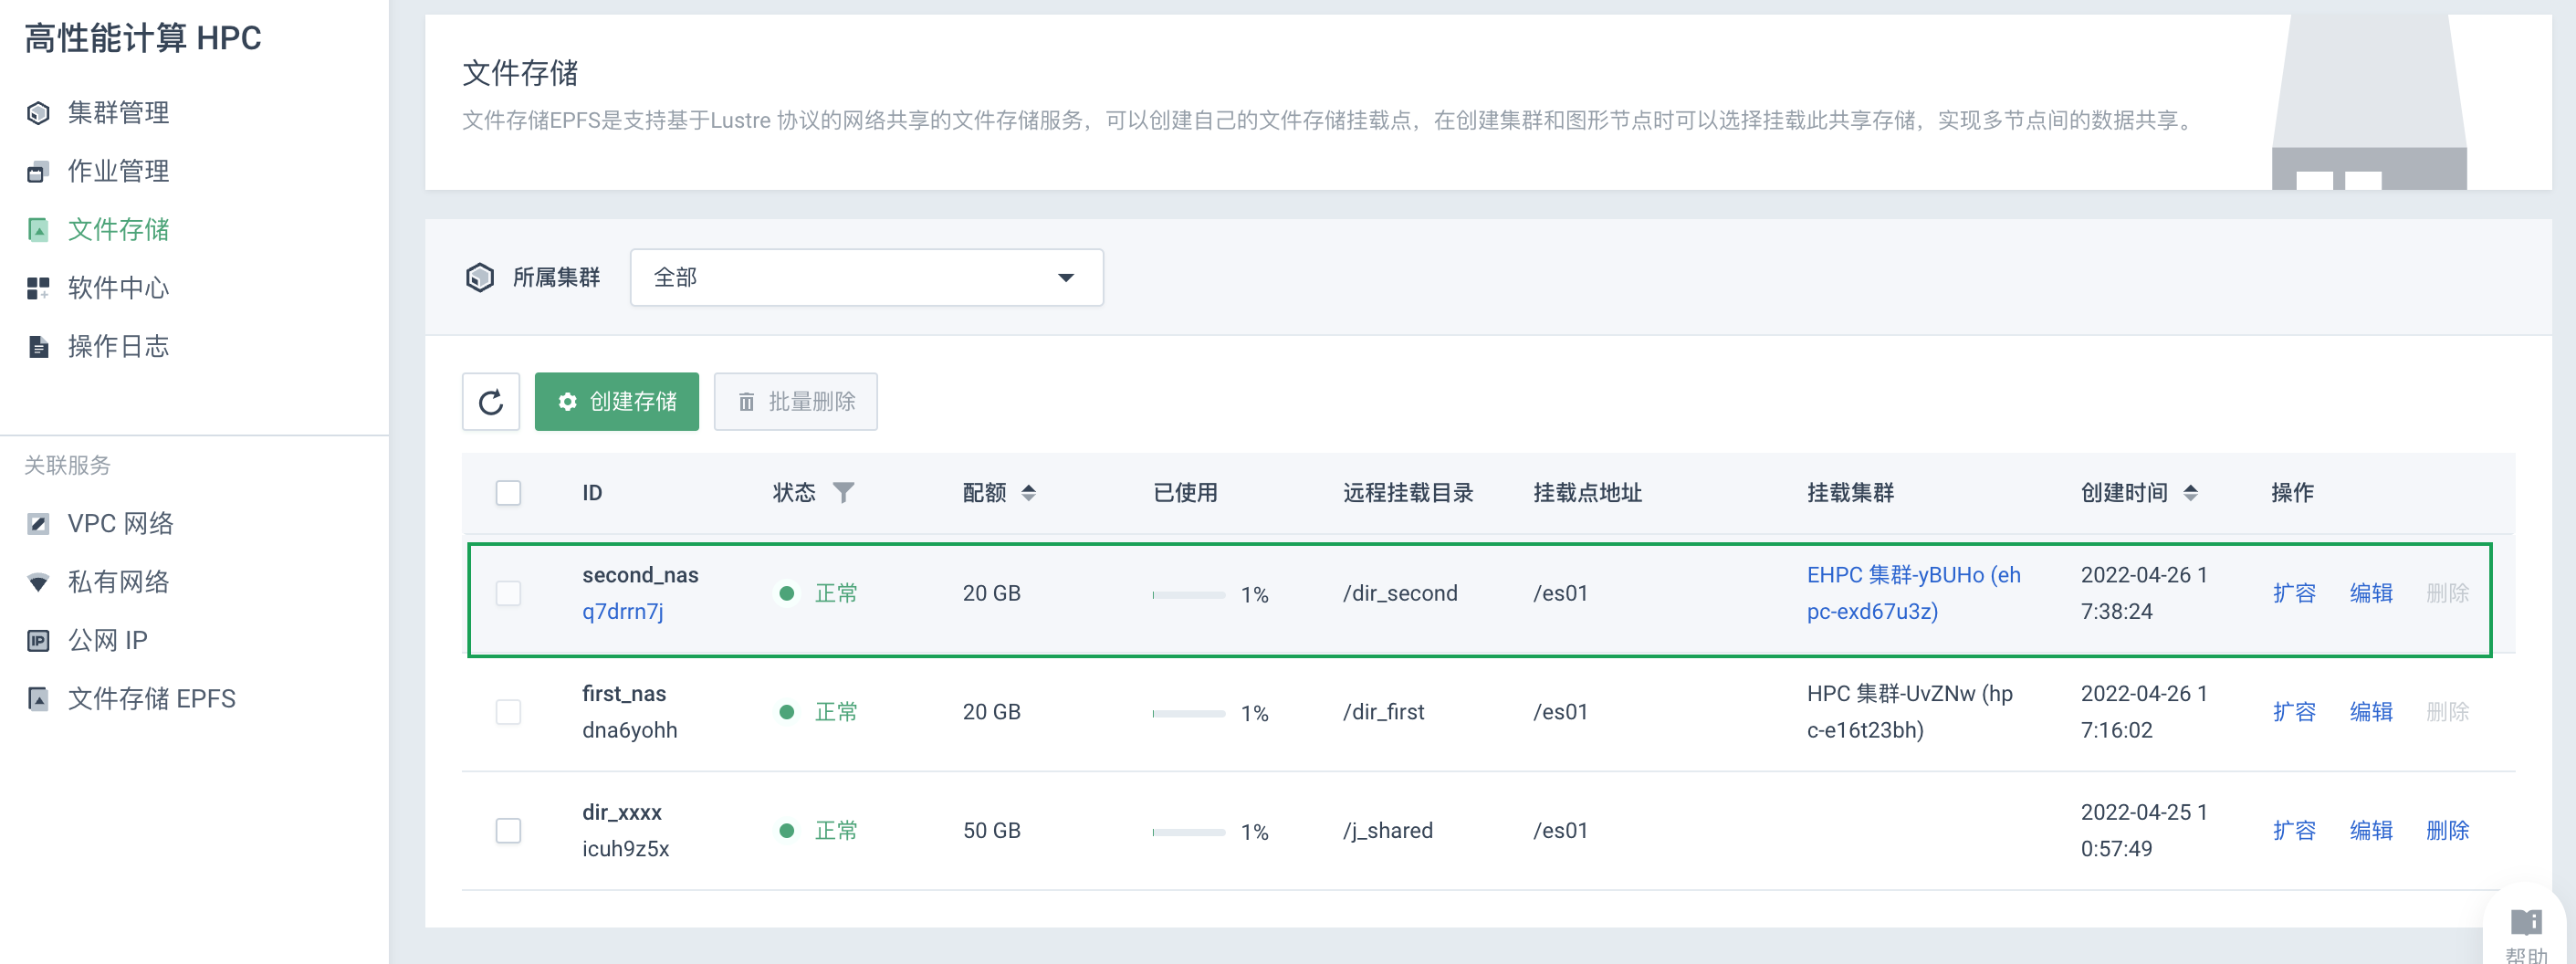 高性能计算 HPC
集群管理
作业管理
文件存储
软件中心
操作日志
关联服务
VPC 网络
私有网络
IP 公网 IP
文件存储 EPFS
文件存储
文件存储EPFS是支持基于Lustre 协议的网络共享的文件存储服务，可以创建自己的文件存储挂载点，在创建集群和图形节点时可以选择挂载此共享存储，实现多节点间的数据共享。
所属集群 全部
创建存储 批量删除
ID 状态 配额 已使用 远程挂载目录 挂载点地址 挂载集群 创建时间 操作
second_nas EHPC 集群-yBUHo (eh 2022-04-26 1
正常 20 GB 1% /dir_second /es01 扩容 编辑 删除
q7drrn7j pc-exd67u3z) 7:38:24
first_nas HPC 集群-UvZNw (hp 2022-04-26 1
正常 20 GB 1% /dir_first /es01 扩容 编辑 删除
dna6yohh c-e16t23bh) 7:16:02
dir_xxxx 2022-04-25 1
正常 50 GB 1% /j_shared /es01 扩容 编辑 删除
icuh9z5x 0:57:49
帮助